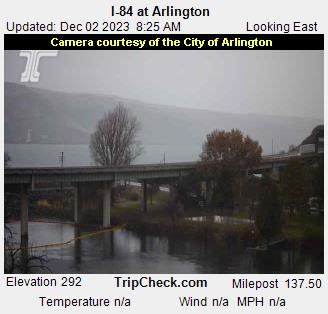 I-84 at Arlington
Updated: Dec 02 2023 8:25 AM Looking East
Camera courtesy of the City of Arlington
Elevation 292 TripCheck.com Milepost 137.50
Temperature n/a Wind n/a MPH n/a